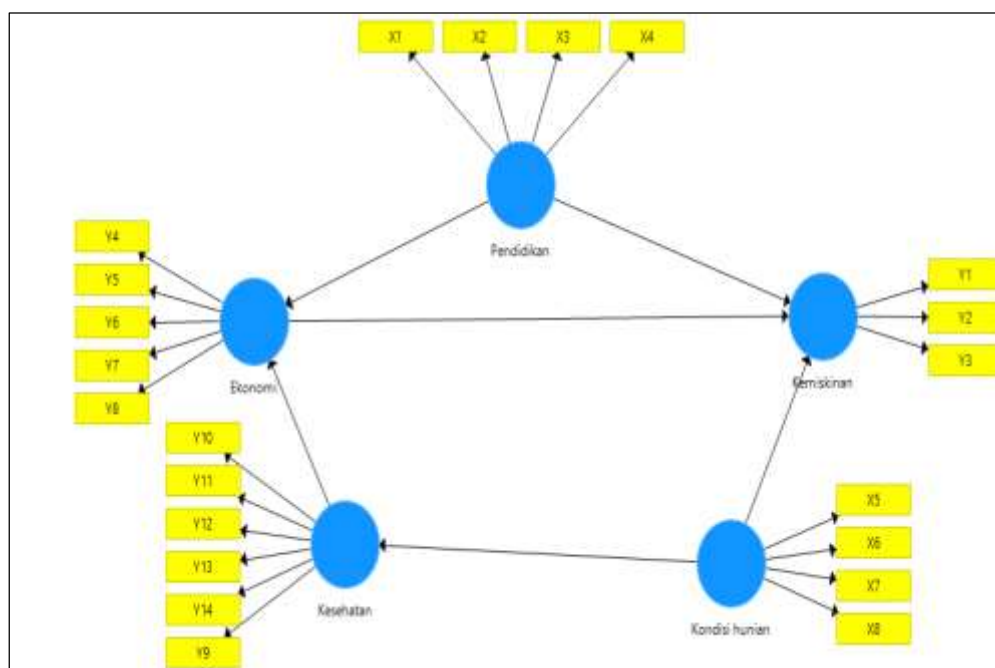 X1 X2 X3 X4
Pendidikan
Y4
Y5
Y6
Y7
Y8
Ekonomi
Y1
Y2
Y3
Kemiskinan
Y10
Y11
Y12
Y13
Y14
Y9
Kesehatan
X5
X6
X7
X8
Kondisi hunian